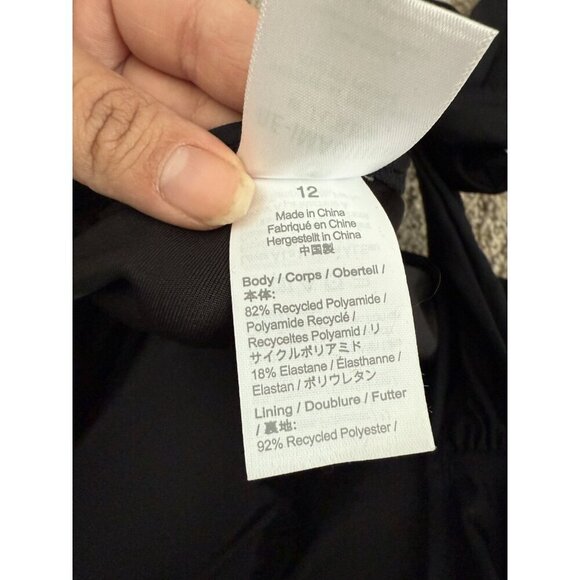 12
Made in China
Fabriqué en Chine
Hergestellt in China
中国製
Body / Corps / Oberteil /
本体:
82% Recycled Polyamide /
Polyamide Recyclé /
Recyceltes Polyamid / リ
サイクルポリアミド
18% Elastane / Élasthanne /
Elastan / ポリウレタン
Lining / Doublure / Futter
/ 裏地:
92% Recycled Polyester /